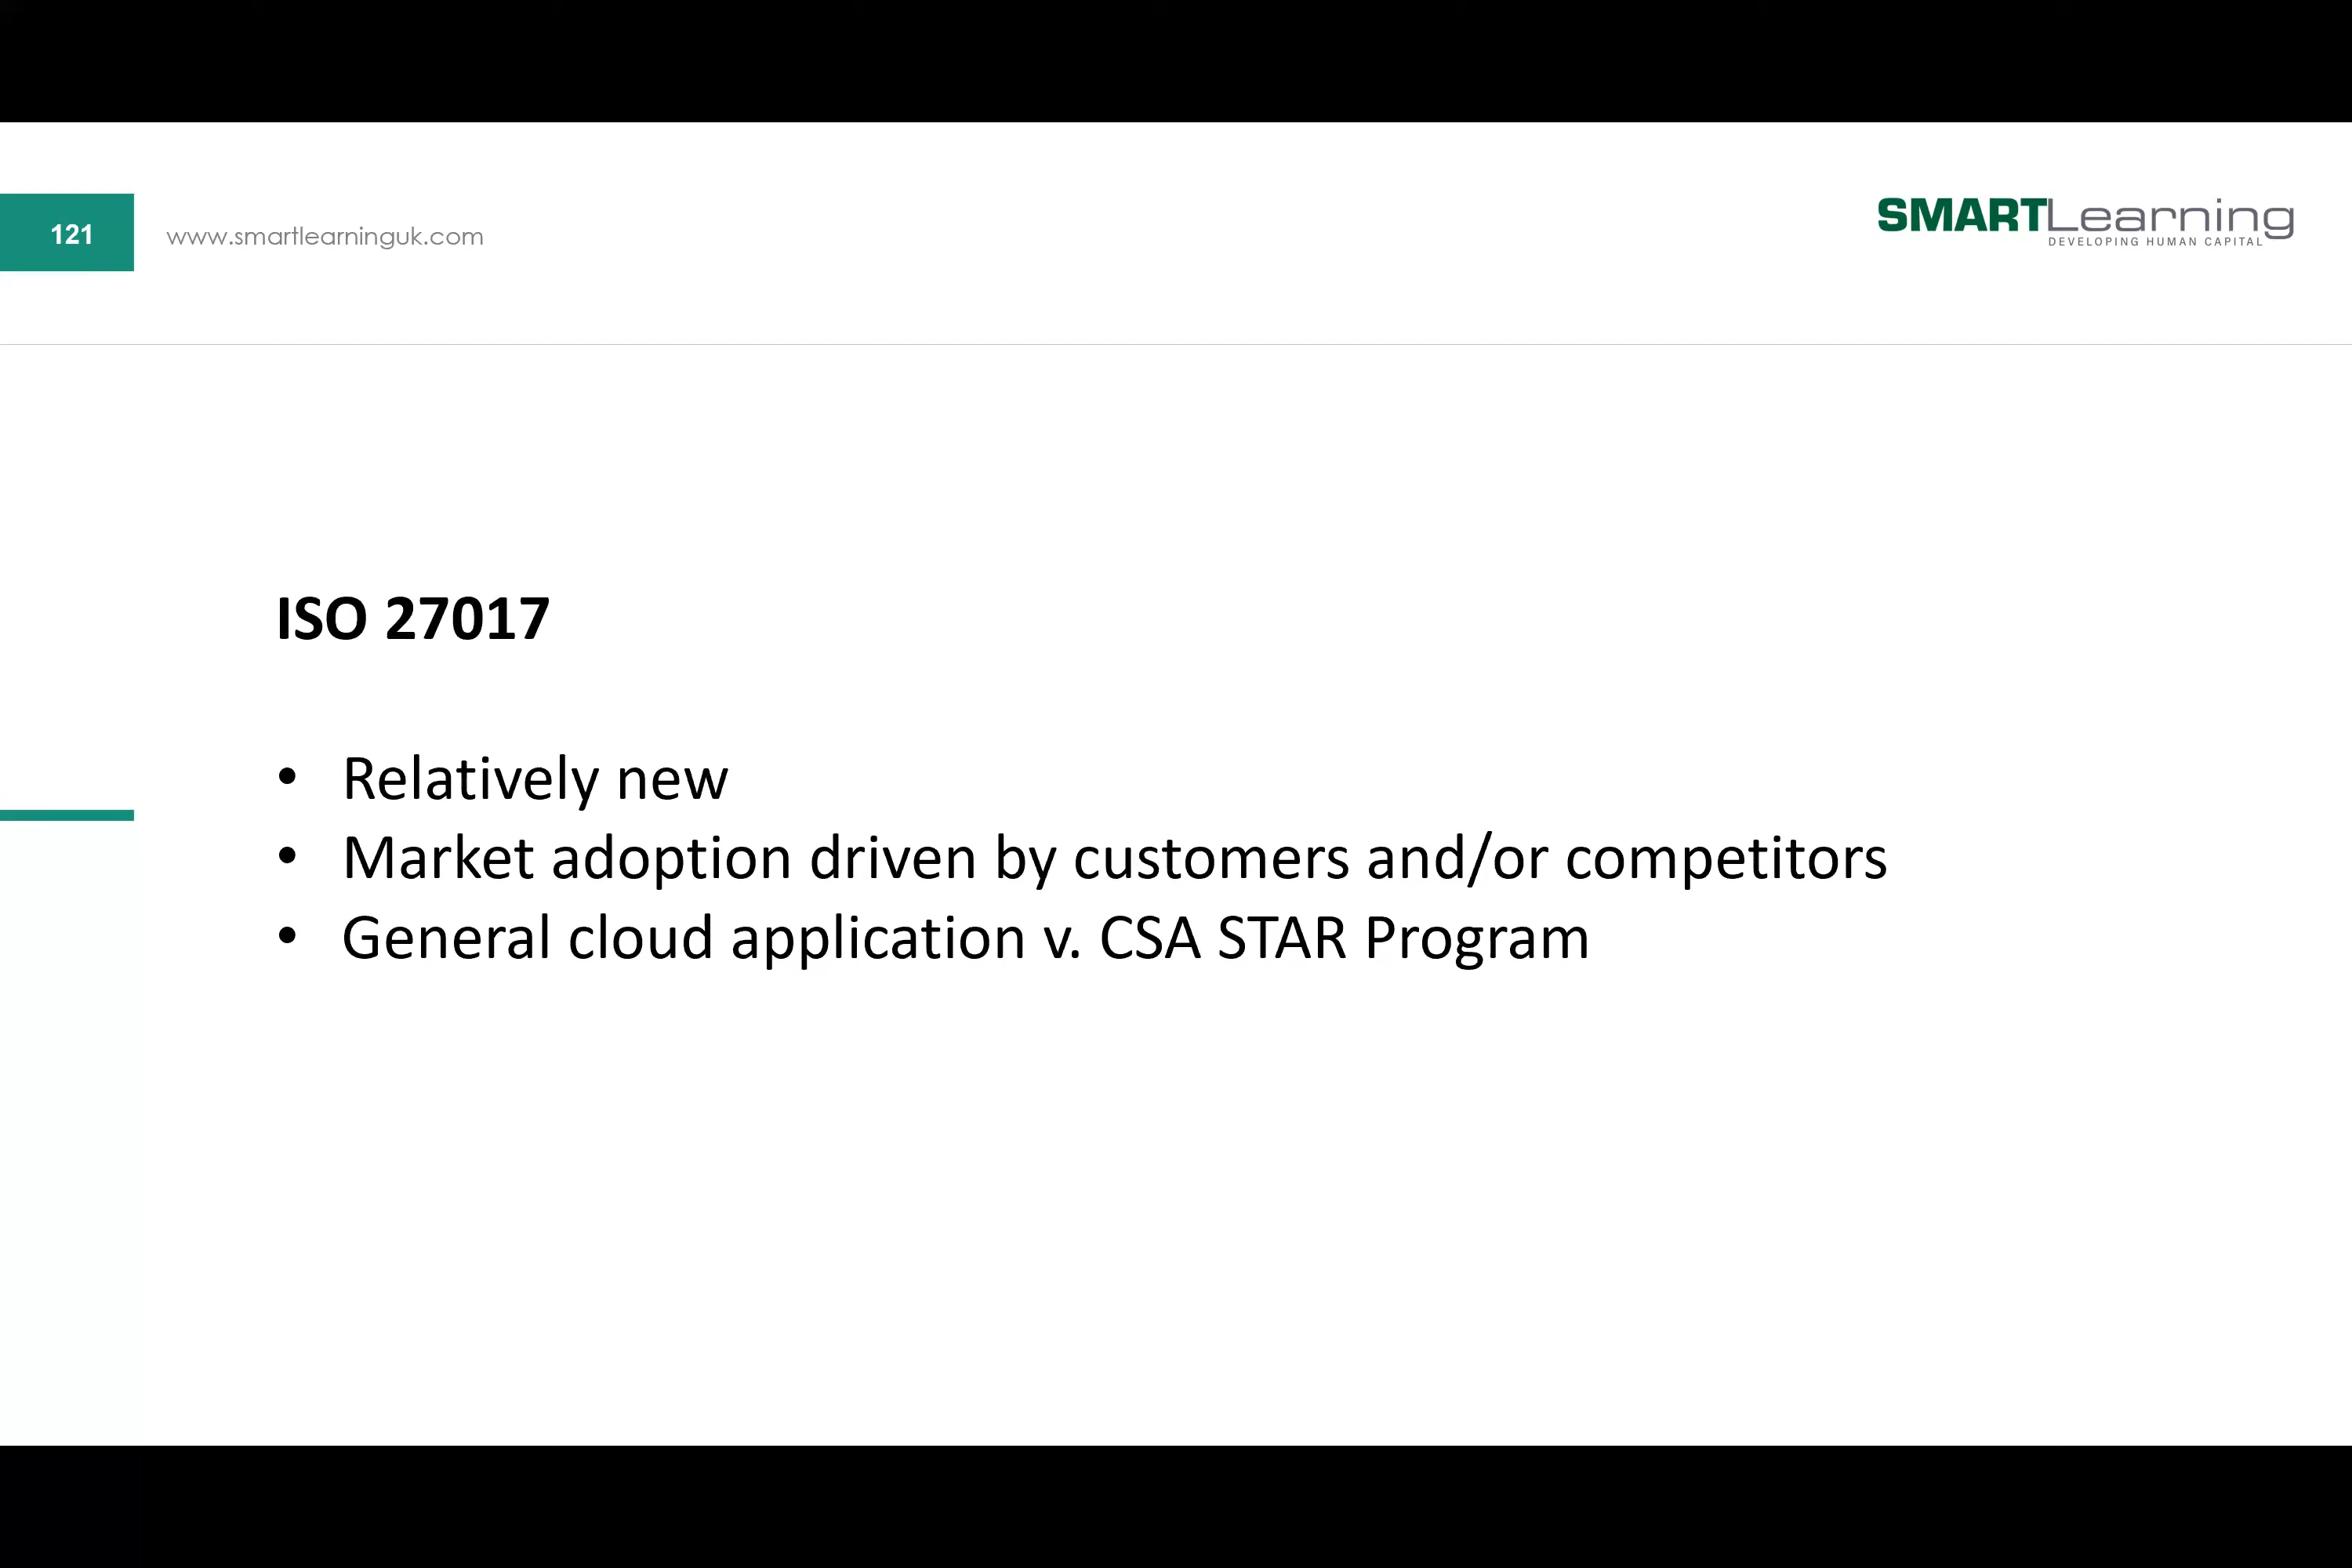 121
www.smartlearninguk.com
SMARTLearning
DEVELOPING HUMAN CAPITAL
ISO 27017
• Relatively new
• Market adoption driven by customers and/or competitors
• General cloud application v. CSA STAR Program